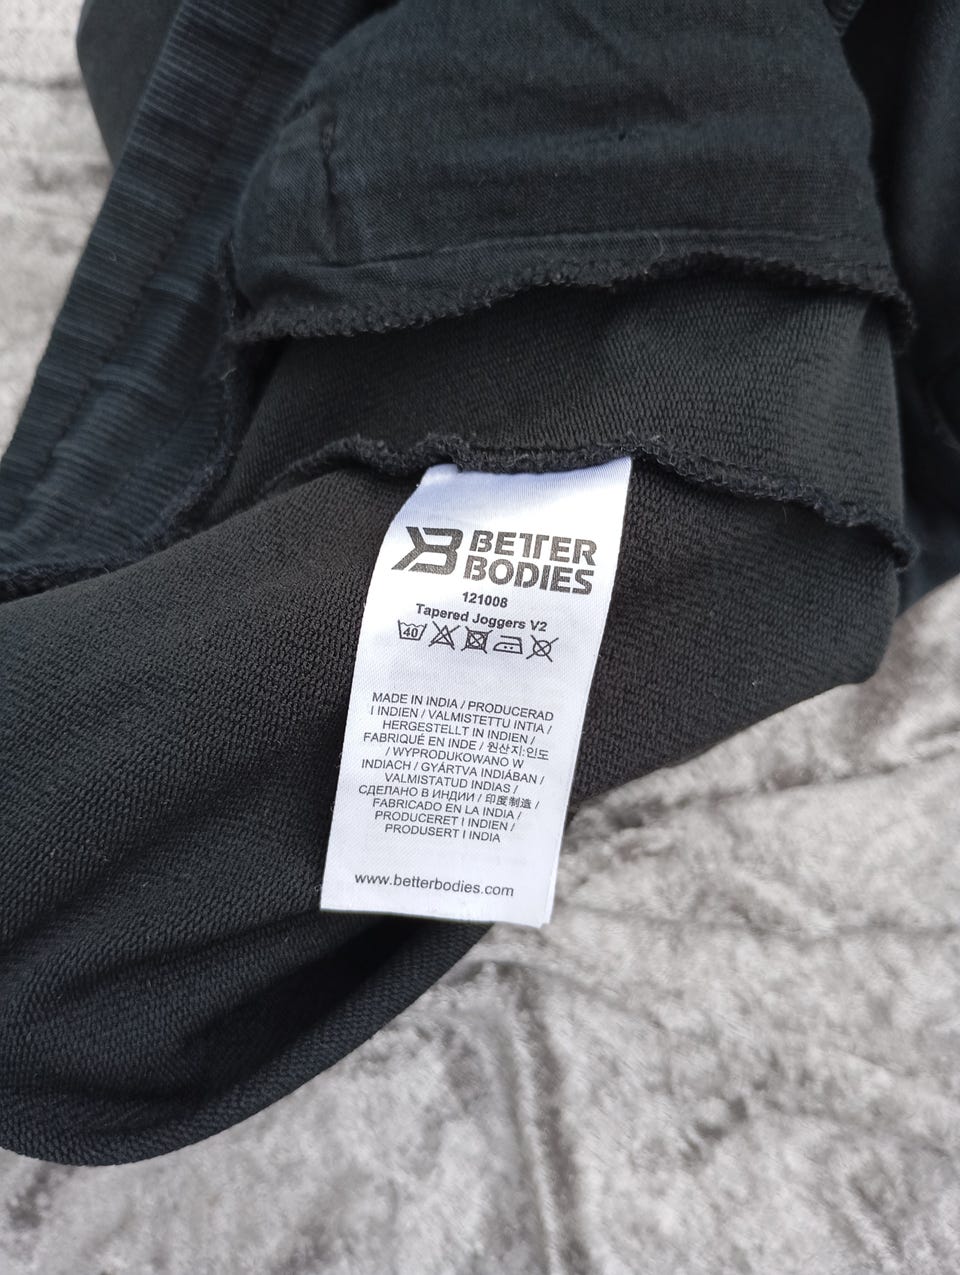 BETTER
BODIES
121008
Tapered Joggers V2
40
MADE IN INDIA / PRODUCERAD
I INDIEN / VALMISTETTU INTIA /
HERGESTELLT IN INDIEN /
FABRIQUÉ EN INDE / 원산지:인도
/ WYPRODUKOWANO W
INDIACH / GYÁRTVA INDIÁBAN /
VALMISTATUD INDIAS /
СДЕЛАНО В ИНДИИ / 印度制造 /
FABRICADO EN LA INDIA /
PRODUCERET I INDIEN /
PRODUSERT I INDIA
www.betterbodies.com